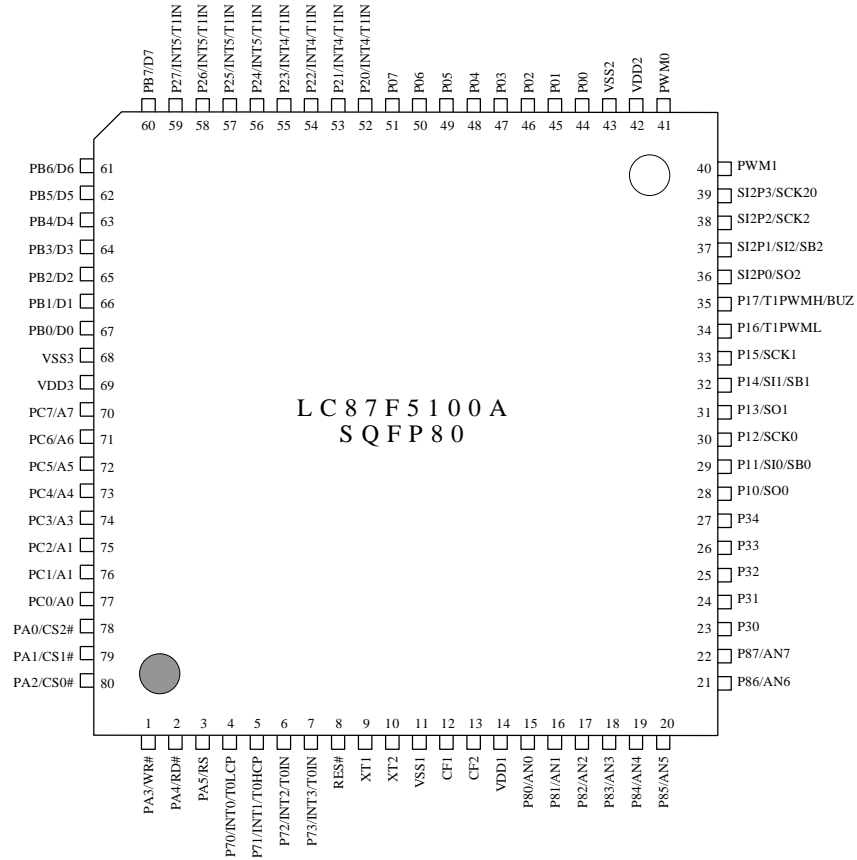 PB7/D7
P27/INT5/T1IN
P26/INT5/T1IN
P25/INT5/T1IN
P24/INT5/T1IN
P23/INT4/T1IN
P22/INT4/T1IN
P21/INT4/T1IN
P20/INT4/T1IN
P07
P06
P05
P04
P03
P02
P01
P00
VSS2
VDD2
PWM0
60 59 58 57 56 55 54 53 52 51 50 49 48 47 46 45 44 43 42 41
PB6/D6 61
PB5/D5 62
PB4/D4 63
PB3/D3 64
PB2/D2 65
PB1/D1 66
PB0/D0 67
VSS3 68
VDD3 69
PC7/A7 70
PC6/A6 71
PC5/A5 72
PC4/A4 73
PC3/A3 74
PC2/A1 75
PC1/A1 76
PC0/A0 77
PA0/CS2# 78
PA1/CS1# 79
PA2/CS0# 80
LC87F5100A
SQFP80
40 PWM1
39 SI2P3/SCK20
38 SI2P2/SCK2
37 SI2P1/SI2/SB2
36 SI2P0/SO2
35 P17/T1PWMH/BUZ
34 P16/T1PWML
33 P15/SCK1
32 P14/SI1/SB1
31 P13/SO1
30 P12/SCK0
29 P11/SI0/SB0
28 P10/SO0
27 P34
26 P33
25 P32
24 P31
23 P30
22 P87/AN7
21 P86/AN6
1 2 3 4 5 6 7 8 9 10 11 12 13 14 15 16 17 18 19 20
PA3/WR#
PA4/RD#
PA5/RS
P70/INT0/T0LCP
P71/INT1/T0HCP
P72/INT2/T0IN
P73/INT3/T0IN
RES#
XT1
XT2
VSS1
CF1
CF2
VDD1
P80/AN0
P81/AN1
P82/AN2
P83/AN3
P84/AN4
P85/AN5